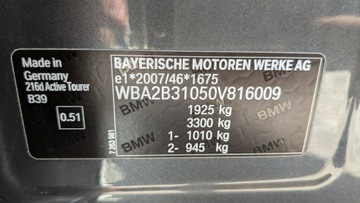 Made in
Germany
216d Active Tourer
B39
0.51
BAYERISCHE MOTOREN WERKE AG
e1*2007/46*1675
WBA2B31050V816009
1925 kg
3300 kg
1- 1010 kg
2- 945 kg
BMW
BMW
BMW
BMW